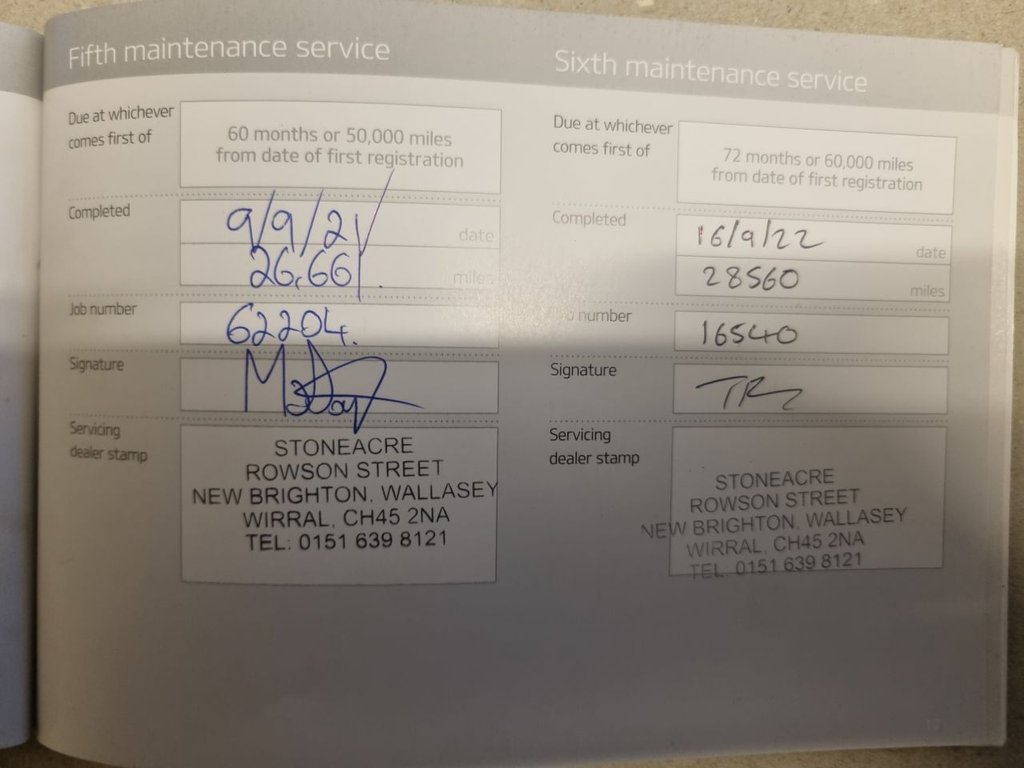 Fifth maintenance service
Due at whichever
comes first of
60 months or 50,000 miles
from date of first registration
Completed
9/9/21
date
26,661.
miles
Job number
62204.
Signature
Servicing
dealer stamp
STONEACRE
ROWSON STREET
NEW BRIGHTON, WALLASEY
WIRRAL, CH45 2NA
TEL: 0151 639 8121
Sixth maintenance service
Due at whichever
comes first of
72 months or 60,000 miles
from date of first registration
Completed
16/9/22
date
28560
miles
number
16540
Signature
Servicing
dealer stamp
STONEACRE
ROWSON STREET
NEW BRIGHTON, WALLASEY
WIRRAL, CH45 2NA
TEL: 0151 639 8121